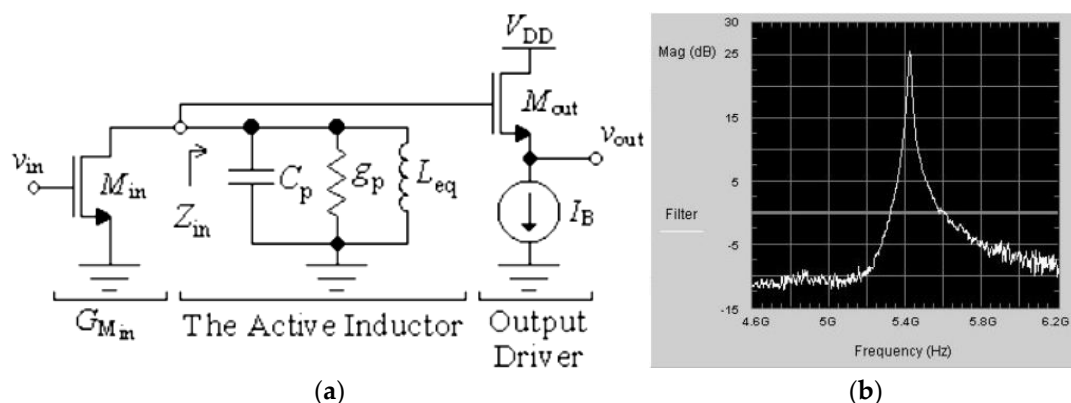 V_DD
M_out
v_out
v_in
M_in
Z_in
C_p
g_p
L_eq
I_B
G_Min
The Active Inductor
Output
Driver
(a)
30
Mag (dB)
25
15
5
Filter
-5
-15
4.6G
5G
5.4G
5.8G
6.2G
Frequency (Hz)
(b)